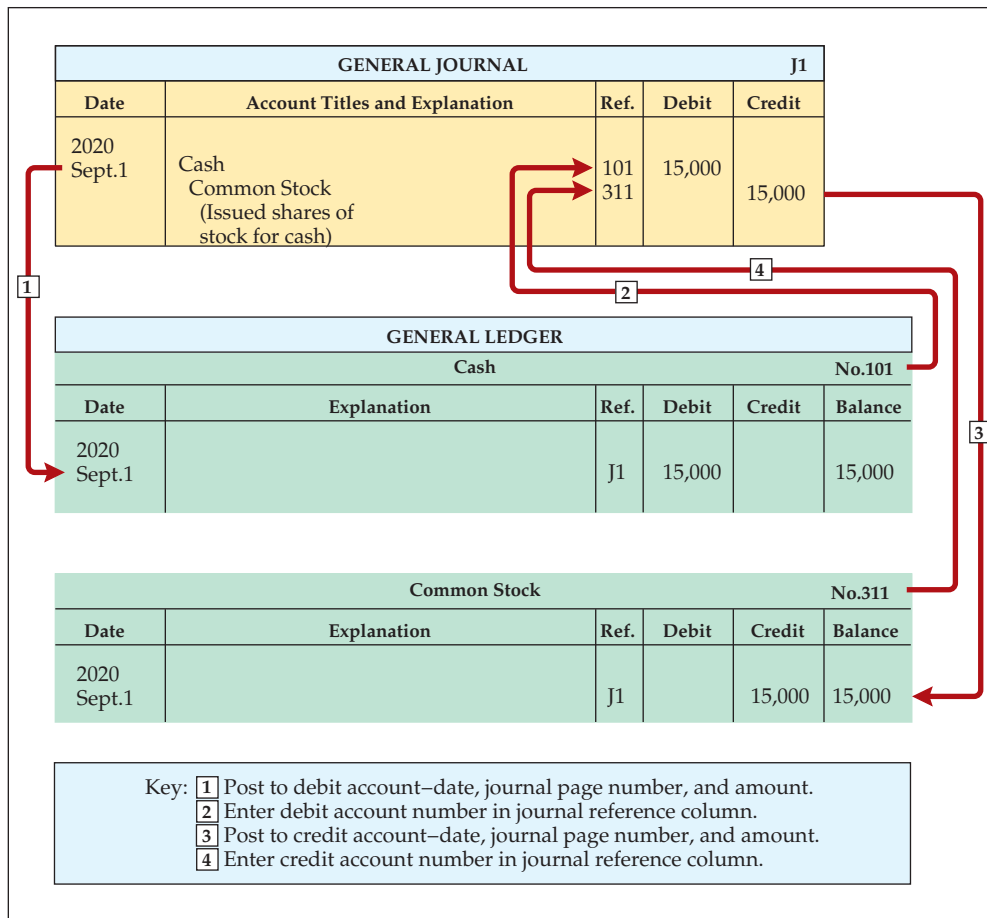 GENERAL JOURNAL J1
Date Account Titles and Explanation Ref. Debit Credit
2020
Sept.1 Cash 101 15,000
Common Stock 311 15,000
(Issued shares of
stock for cash)
1
4
2
3
GENERAL LEDGER
Cash No.101
Date Explanation Ref. Debit Credit Balance
2020
Sept.1 J1 15,000 15,000
Common Stock No.311
Date Explanation Ref. Debit Credit Balance
2020
Sept.1 J1 15,000 15,000
Key: 1 Post to debit account–date, journal page number, and amount.
2 Enter debit account number in journal reference column.
3 Post to credit account–date, journal page number, and amount.
4 Enter credit account number in journal reference column.